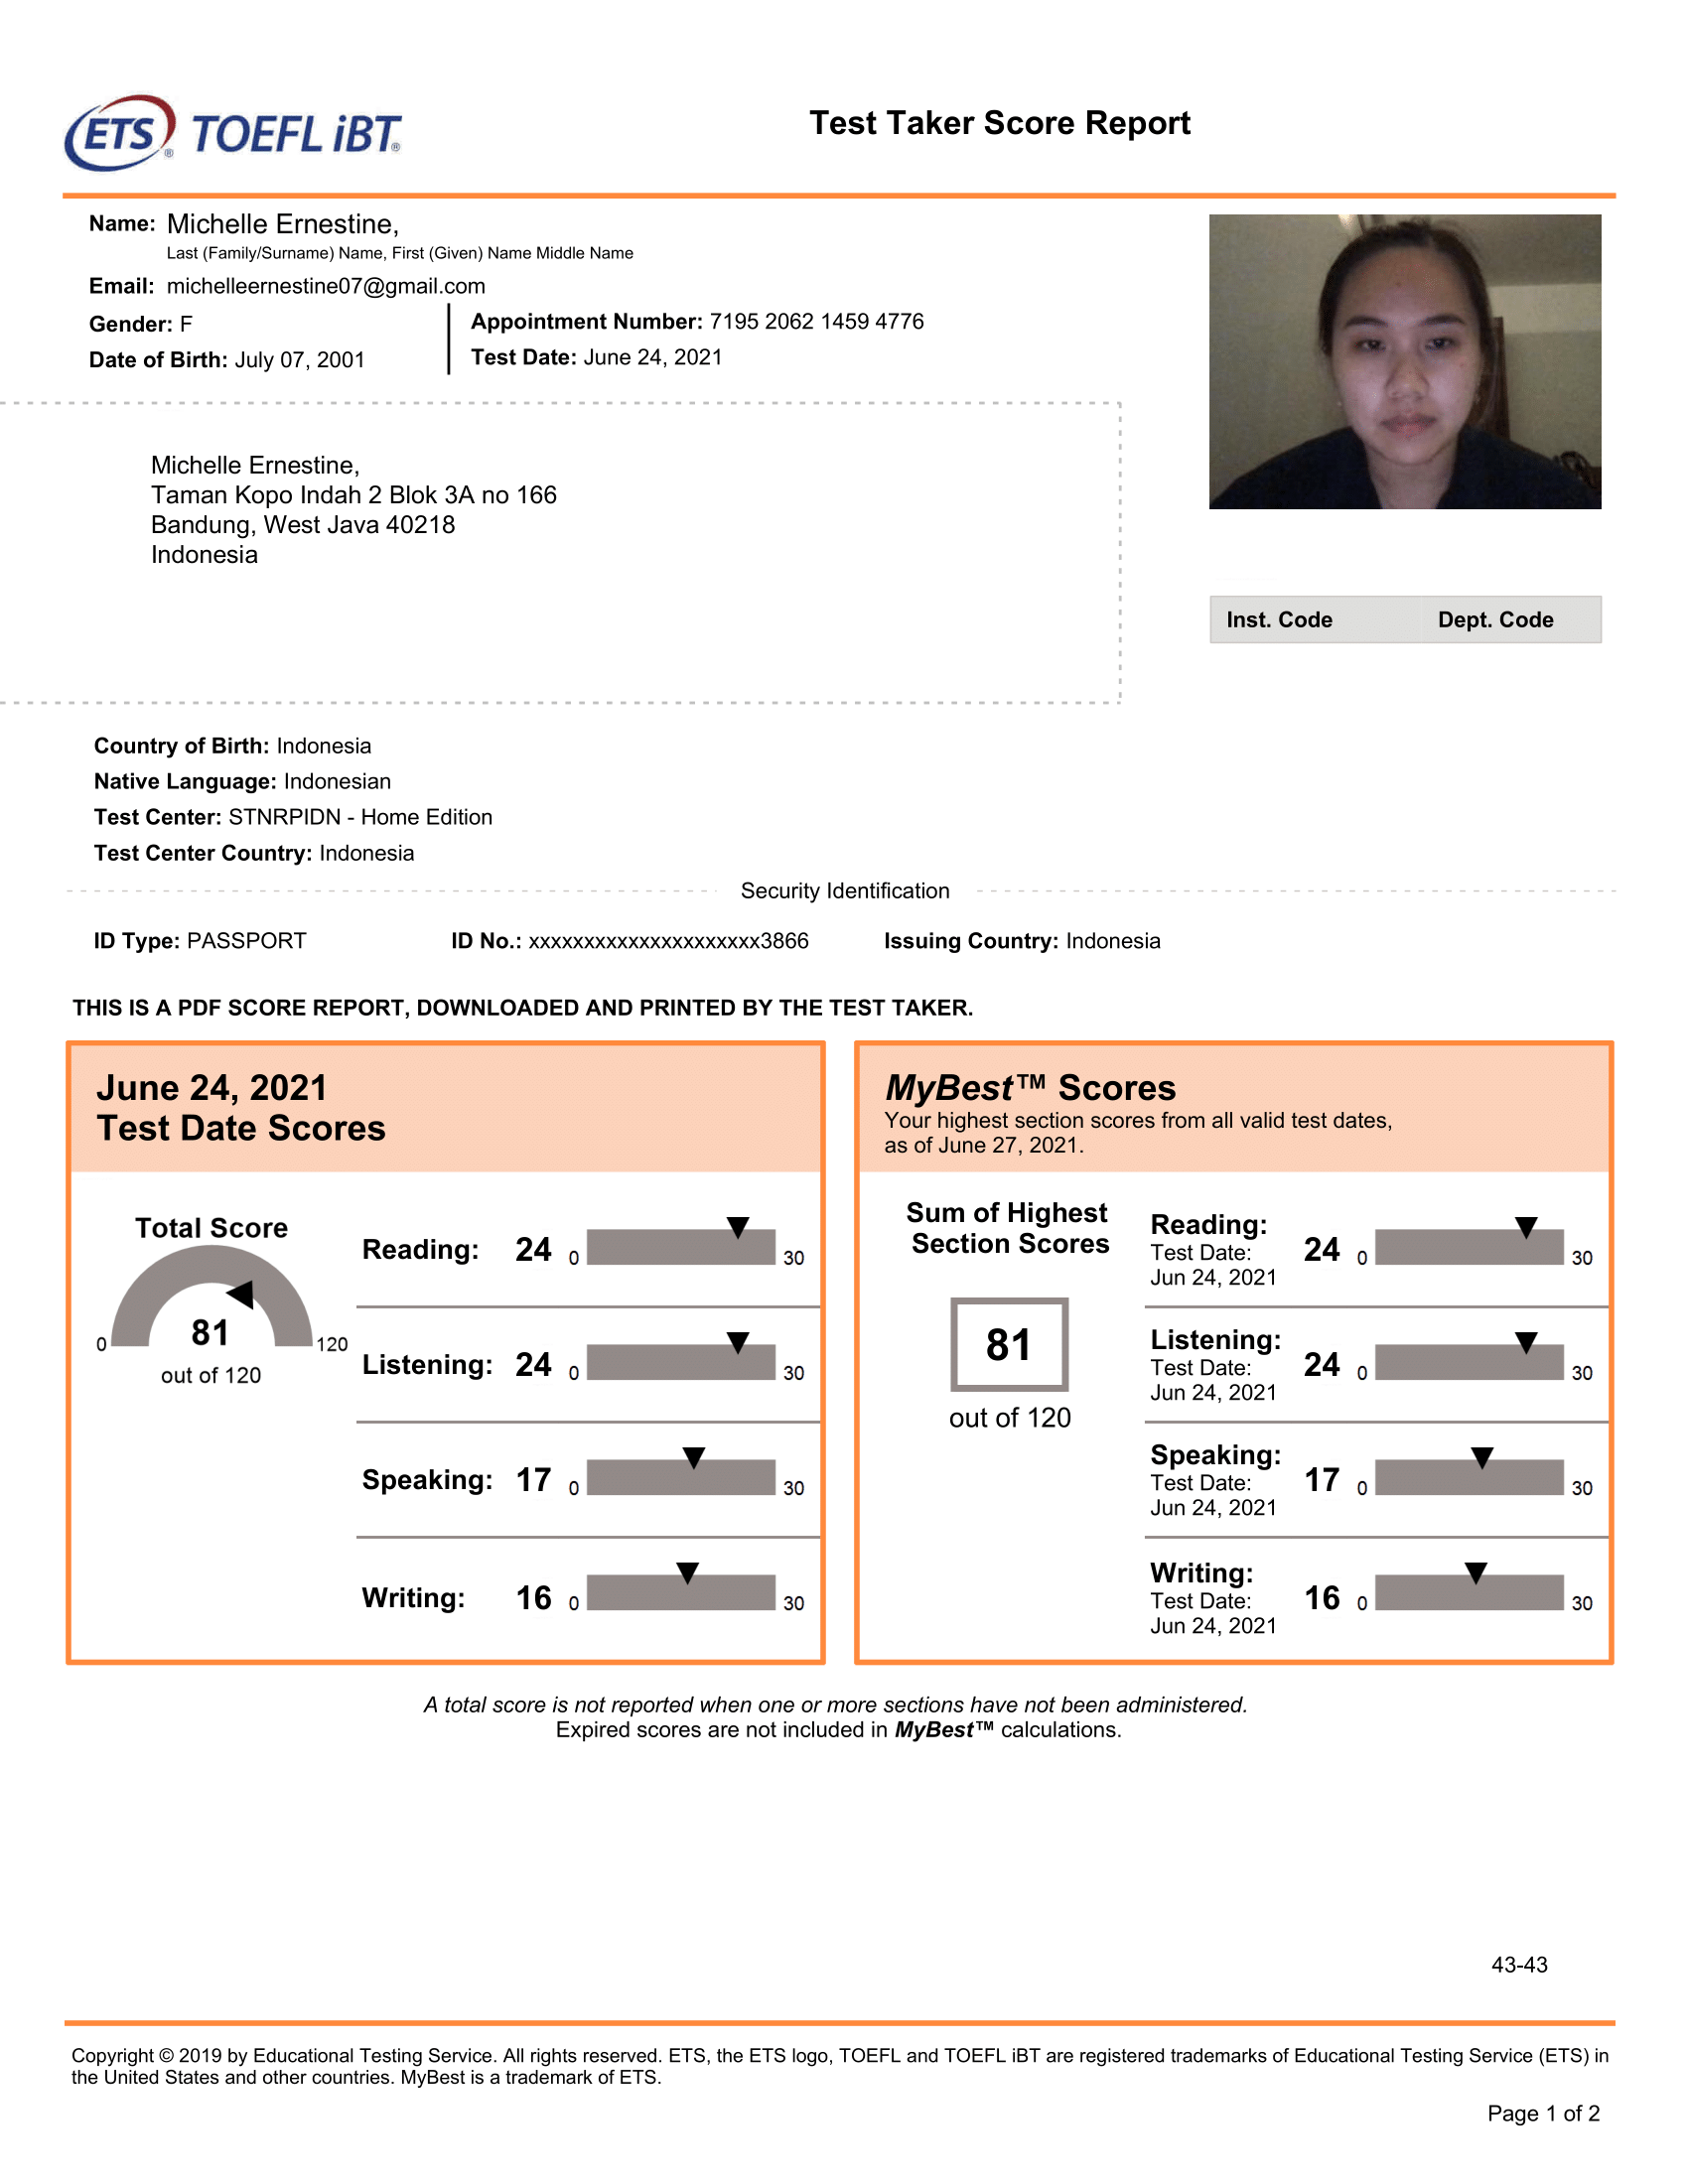 ETS® TOEFL iBT®
Test Taker Score Report
Name: Michelle Ernestine,
Last (Family/Surname) Name, First (Given) Name Middle Name
Email: michelleernestine07@gmail.com
Gender: F
Date of Birth: July 07, 2001
Appointment Number: 7195 2062 1459 4776
Test Date: June 24, 2021
Michelle Ernestine,
Taman Kopo Indah 2 Blok 3A no 166
Bandung, West Java 40218
Indonesia
Inst. Code Dept. Code
Country of Birth: Indonesia
Native Language: Indonesian
Test Center: STNRPIDN - Home Edition
Test Center Country: Indonesia
Security Identification
ID Type: PASSPORT ID No.: xxxxxxxxxxxxxxxxxxxxx3866 Issuing Country: Indonesia
THIS IS A PDF SCORE REPORT, DOWNLOADED AND PRINTED BY THE TEST TAKER.
June 24, 2021
Test Date Scores
Total Score
0 81 120
out of 120
Reading: 24 0 30
Listening: 24 0 30
Speaking: 17 0 30
Writing: 16 0 30
MyBest™ Scores
Your highest section scores from all valid test dates,
as of June 27, 2021.
Sum of Highest
Section Scores
81
out of 120
Reading:
Test Date:
Jun 24, 2021
24 0 30
Listening:
Test Date:
Jun 24, 2021
24 0 30
Speaking:
Test Date:
Jun 24, 2021
17 0 30
Writing:
Test Date:
Jun 24, 2021
16 0 30
A total score is not reported when one or more sections have not been administered.
Expired scores are not included in MyBest™ calculations.
43-43
Copyright © 2019 by Educational Testing Service. All rights reserved. ETS, the ETS logo, TOEFL and TOEFL iBT are registered trademarks of Educational Testing Service (ETS) in
the United States and other countries. MyBest is a trademark of ETS.
Page 1 of 2